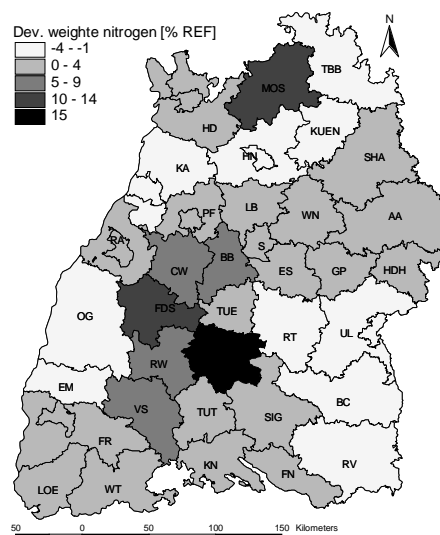 Dev. weighte nitrogen [% REF]
-4 - -1
0 - 4
5 - 9
10 - 14
15
N
TBB
MOS
HD
KUEN
HN
SHA
KA
LB
WN
AA
PF
RA
S
CW
BB
ES
GP
HDH
FDS
TUE
OG
RT
UL
RW
EM
BC
VS
TUT
SIG
FR
KN
FN
RV
LOE
WT
50 0 50 100 150 Kilometers